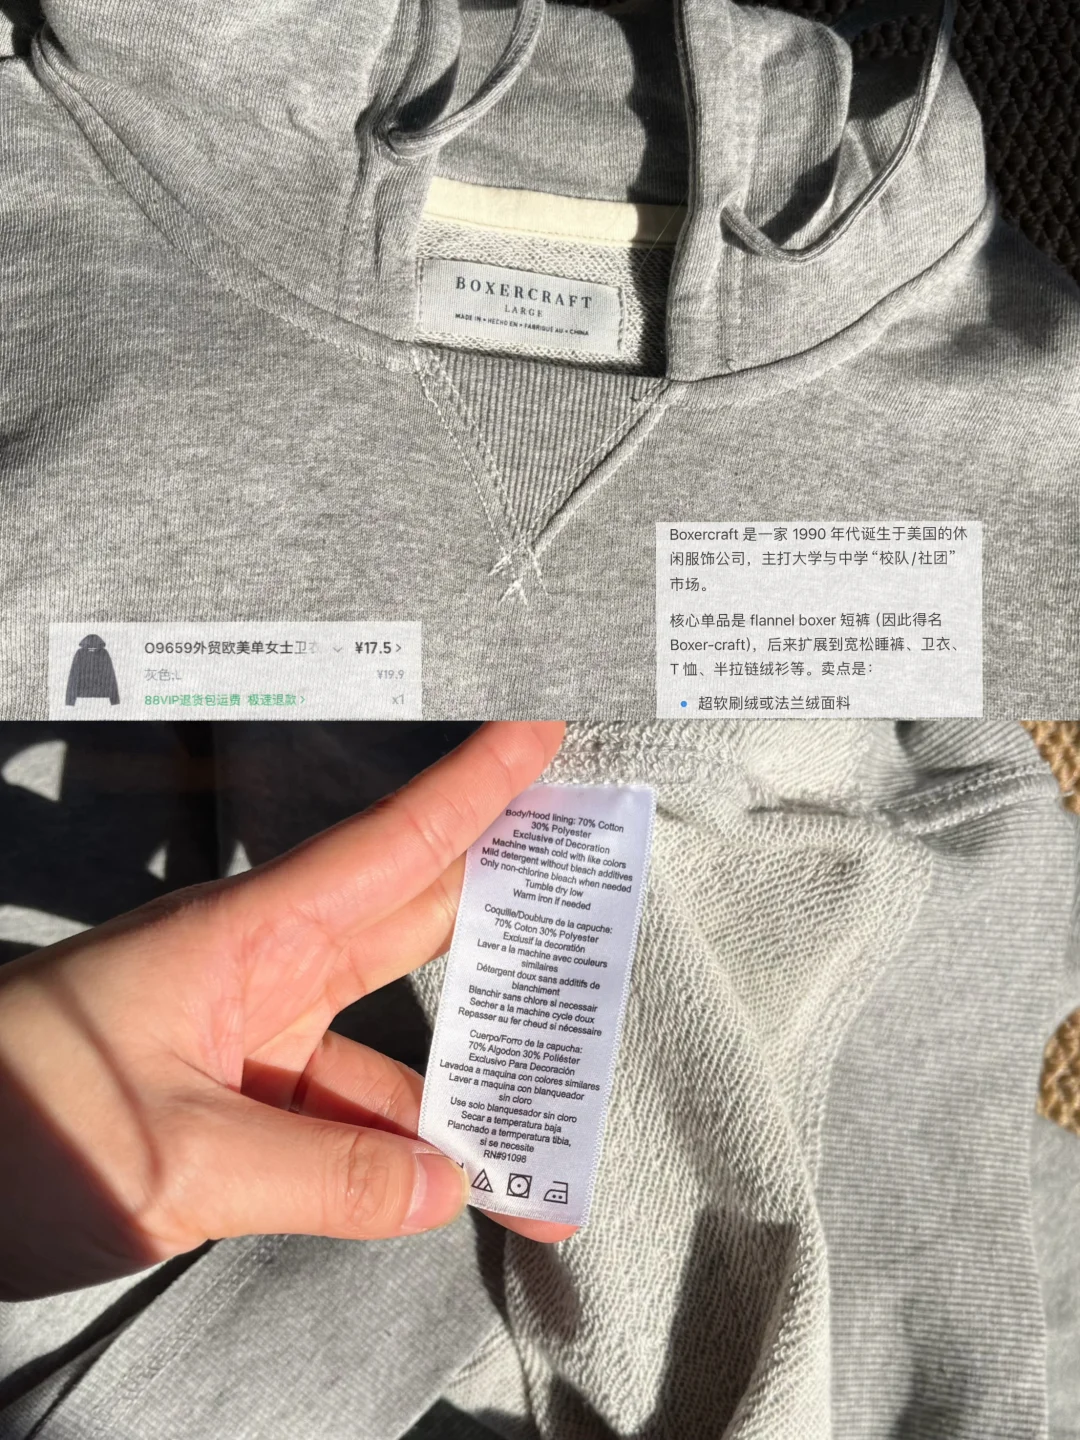 BOXERCRAFT
LARGE
MADE IN • HECHO EN • FABRIQUE AU • CHINA
Boxercraft 是一家 1990 年代诞生于美国的休
闲服饰公司，主打大学与中学“校队/社团”
市场。
核心单品是 flannel boxer 短裤 (因此得名
Boxer-craft)，后来扩展到宽松睡裤、卫衣、
T 恤、半拉链绒衫等。卖点是：
• 超软刷绒或法兰绒面料
O9659外贸欧美单女士卫衣 ¥17.5 >
灰色;L ¥19.9
88VIP退货包运费 极速退款 > x1
Body/Hood lining: 70% Cotton
30% Polyester
Exclusive of Decoration
Machine wash cold with like colors
Mild detergent without bleach additives
Only non-chlorine bleach when needed
Tumble dry low
Warm iron if needed
Coquille/Doublure de la capuche:
70% Coton 30% Polyester
Exclusif la decoration
Laver a la machine avec couleurs
similaires
Détergent doux sans additifs de
blanchiment
Blanchir sans chlore si necessair
Secher a la machine cycle doux
Repasser au fer cheud si nécessaire
Cuerpo/Forro de la capucha:
70% Algodon 30% Poliéster
Exclusivo Para Decoración
Lavadoa a maquina con colores similares
Laver a maquina con blanqueador
sin cloro
Use solo blanquesador sin cloro
Secar a temperatura baja
Planchado a termperatura tibia,
si se necesite
RN#91096